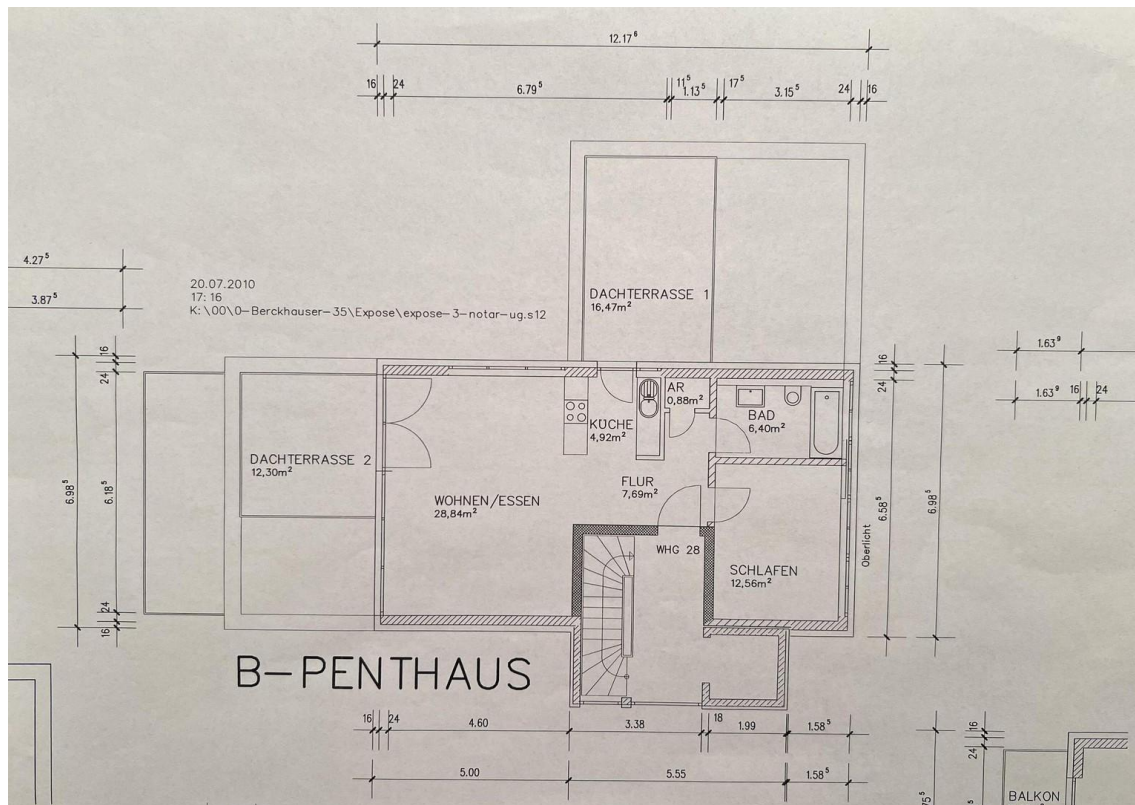 12.17⁶
16 24 6.79⁵ 11⁵ 1.13⁵ 17⁵ 3.15⁵ 24 16
4.27⁵
3.87⁵
20.07.2010
17: 16
K: \00\0-Berckhauser-35\Expose\expose-3-notar-ug.s12
DACHTERRASSE 1
16,47m²
16
24
6.98⁵
6.18⁵
24
16
DACHTERRASSE 2
12,30m²
WOHNEN/ESSEN
28,84m²
KÜCHE
4,92m²
AR
0,88m²
BAD
6,40m²
FLUR
7,69m²
WHG 28
SCHLAFEN
12,56m²
Oberlicht
16
24
6.58⁵
6.98⁵
1.63⁹
1.63⁹ 16 24
B-PENTHAUS
16 24 4.60 3.38 18 1.99 1.58⁵
5.00 5.55 1.58⁵
16
24
BALKON